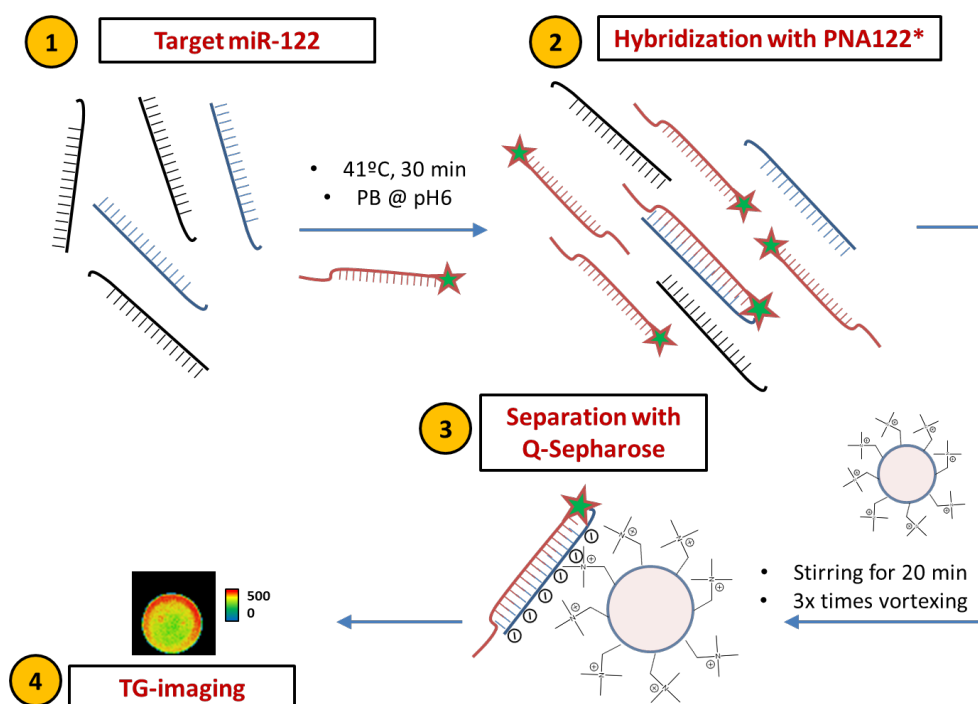 1
Target miR-122
2
Hybridization with PNA122*
• 41ºC, 30 min
• PB @ pH6
3
Separation with
Q-Sepharose
• Stirring for 20 min
• 3x times vortexing
500
0
4
TG-imaging